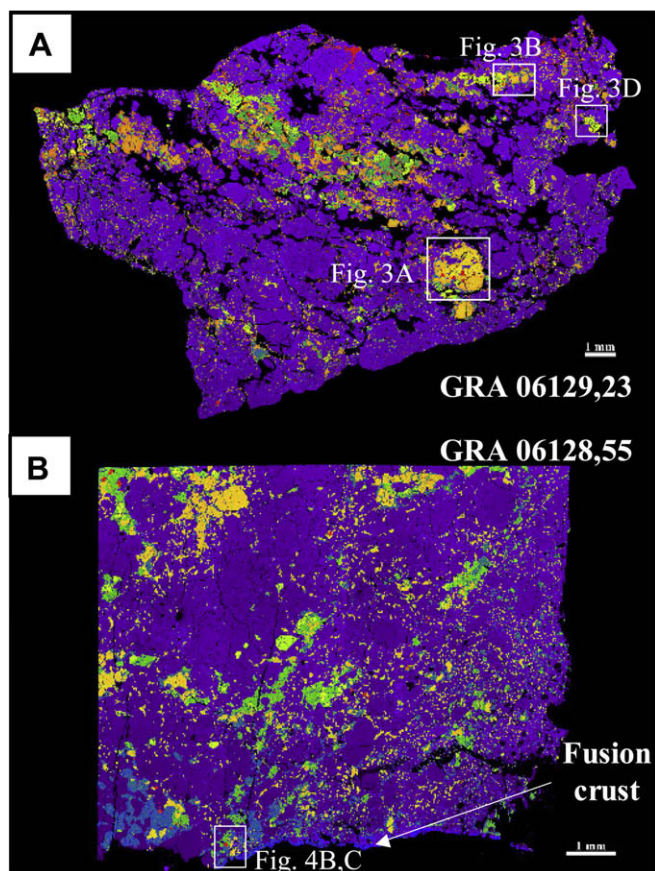 A
Fig. 3B
Fig. 3D
Fig. 3A
1 mm
GRA 06129,23
GRA 06128,55
B
Fusion
crust
Fig. 4B,C
1 mm